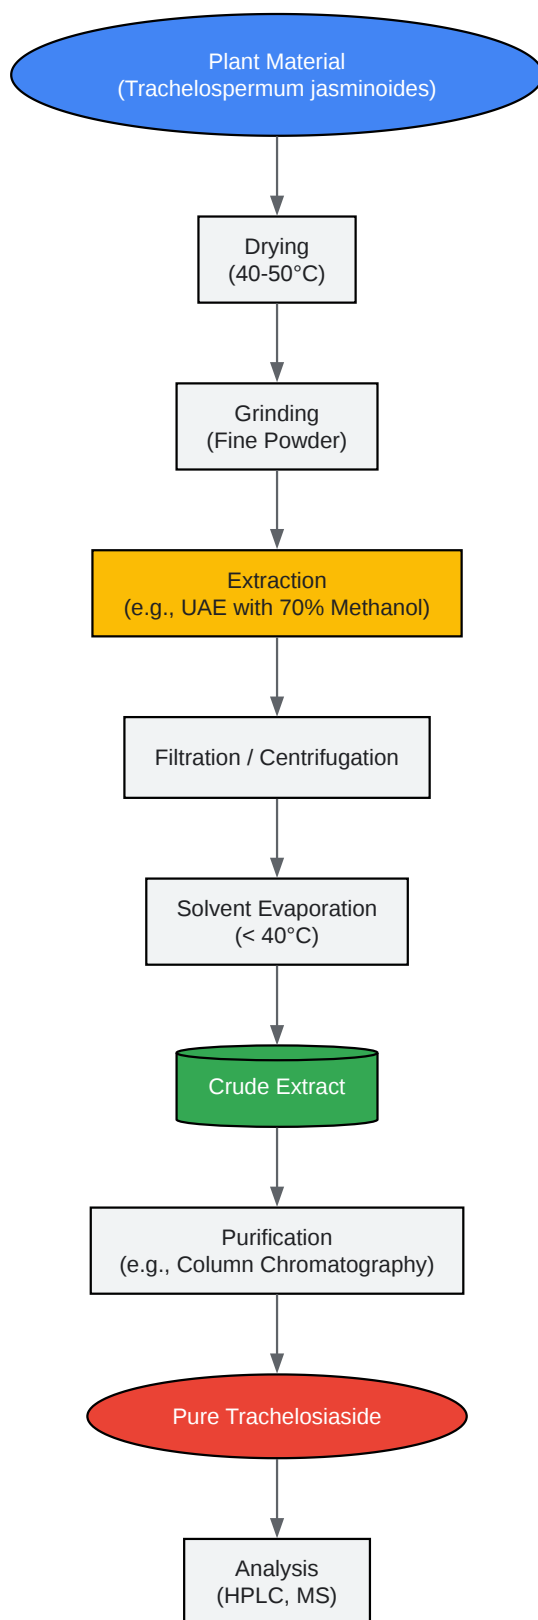 Plant Material
(Trachelospermum jasminoides)
Drying
(40-50°C)
Grinding
(Fine Powder)
Extraction
(e.g., UAE with 70% Methanol)
Filtration / Centrifugation
Solvent Evaporation
(< 40°C)
Crude Extract
Purification
(e.g., Column Chromatography)
Pure Trachelosiaside
Analysis
(HPLC, MS)